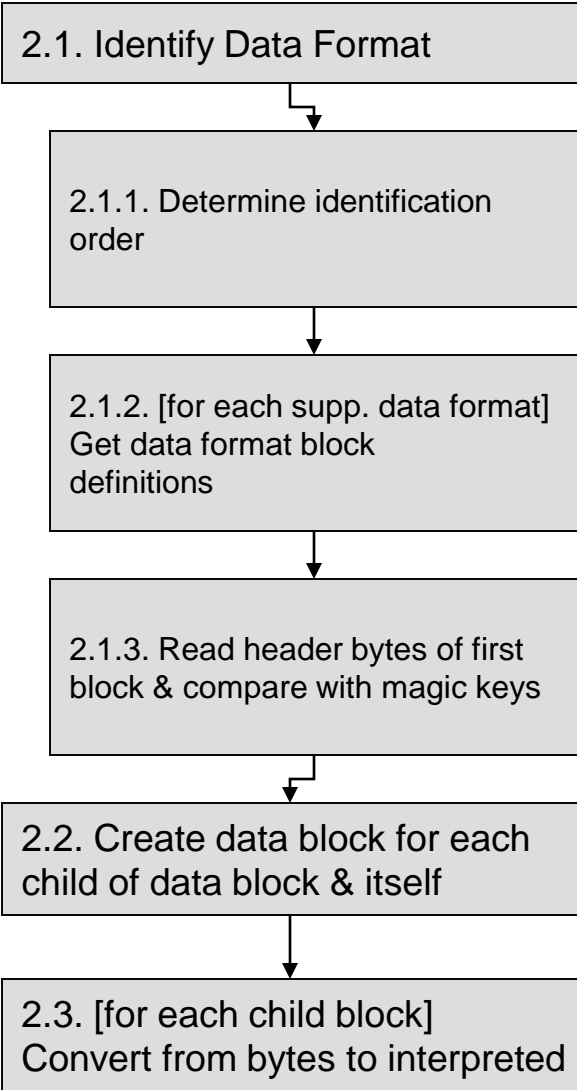 2.1. Identify Data Format
2.1.1. Determine identification
order
2.1.2. [for each supp. data format]
Get data format block
definitions
2.1.3. Read header bytes of first
block & compare with magic keys
2.2. Create data block for each
child of data block & itself
2.3. [for each child block]
Convert from bytes to interpreted